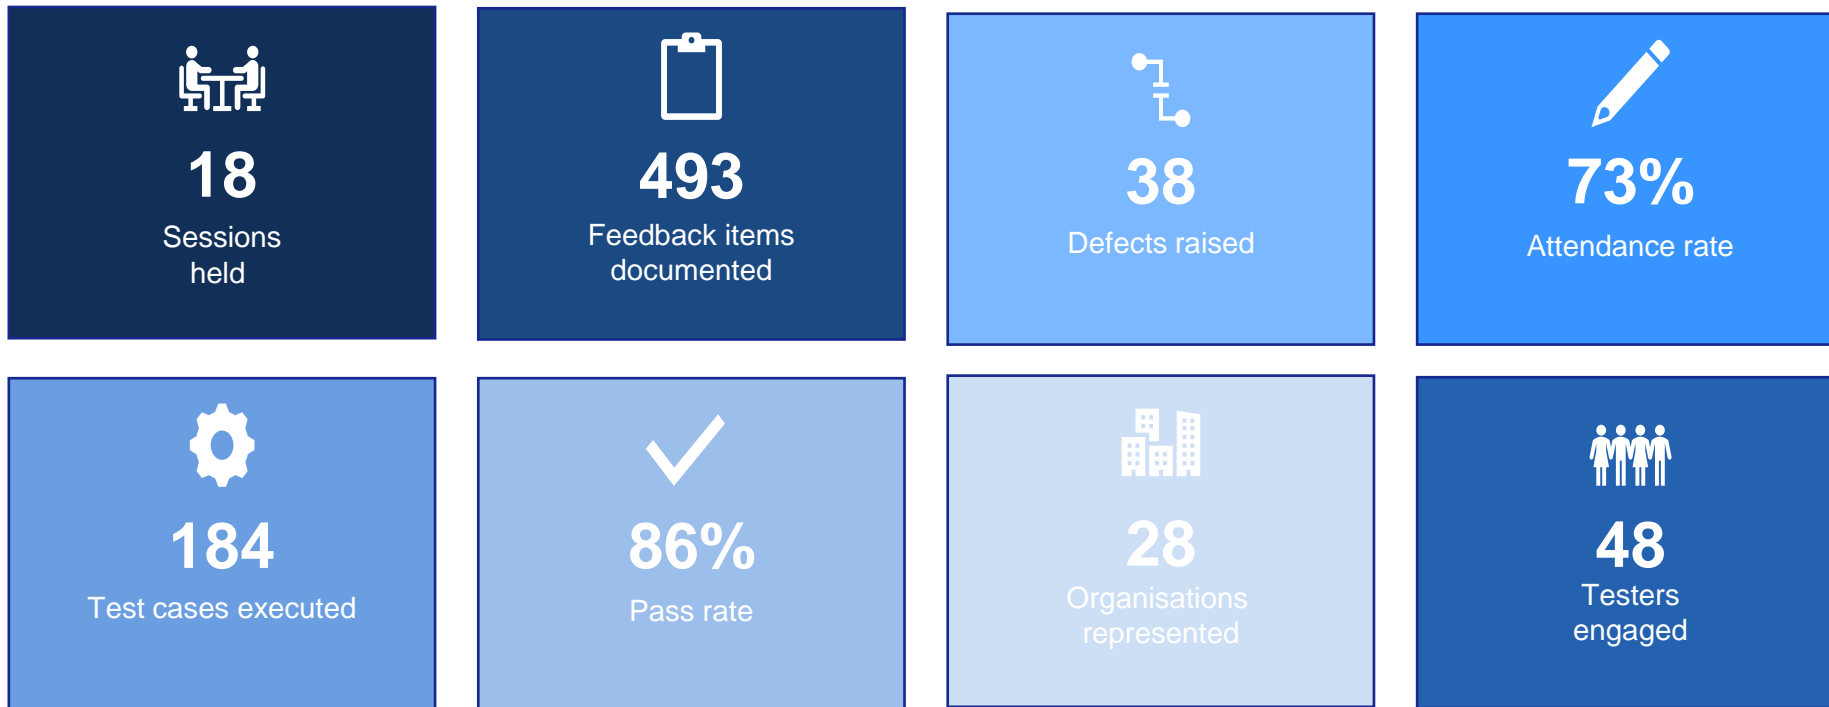 18
Sessions
held
493
Feedback items
documented
38
Defects raised
73%
Attendance rate
184
Test cases executed
86%
Pass rate
28
Organisations
represented
48
Testers
engaged